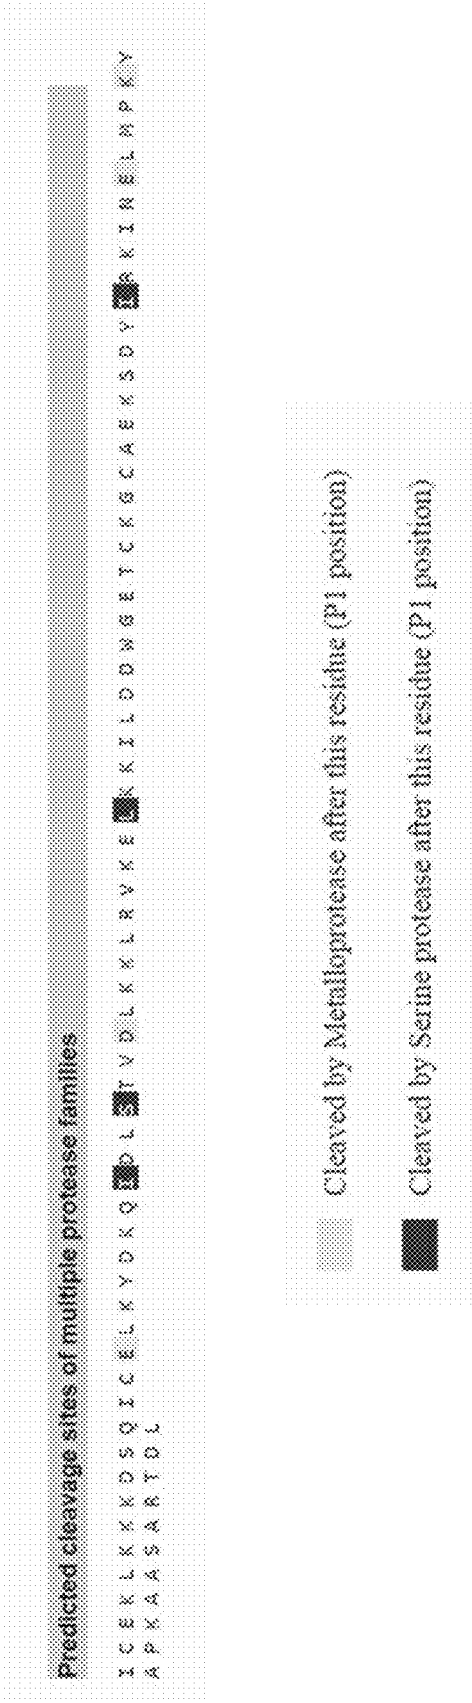 Predicted cleavage sites of multiple protease families
I C E K L K K K D S Q I C E L K Y D K Q I D L S T V D L K K L R V K E L K K I L D D W G E T C K G C A E K S D Y I R K I N E L M P K Y
A P K A A S A R T D L
Cleaved by Metalloprotease after this residue (P1 position)
Cleaved by Serine protease after this residue (P1 position)